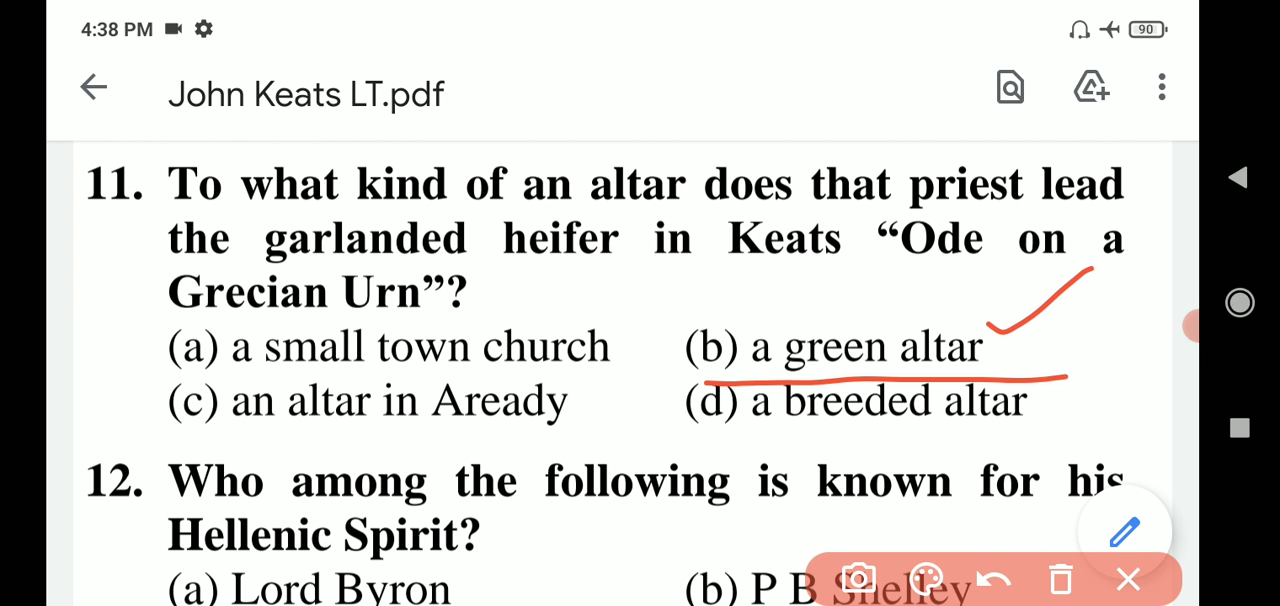 4:38 PM
90
John Keats LT.pdf
11. To what kind of an altar does that priest lead
the garlanded heifer in Keats “Ode on a
Grecian Urn”?
(a) a small town church (b) a green altar
(c) an altar in Aready (d) a breeded altar
12. Who among the following is known for his
Hellenic Spirit?
(a) Lord Byron (b) P B Shelley